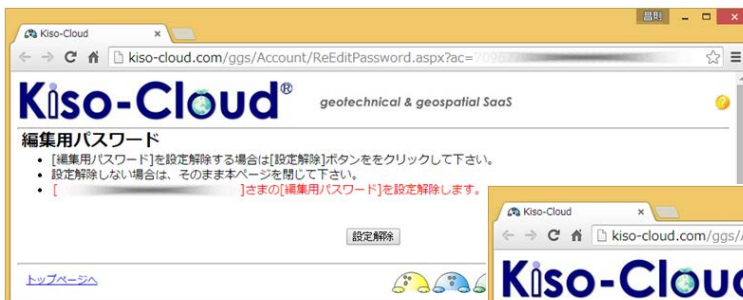 昌則
Kiso-Cloud
kiso-cloud.com/ggs/Account/ReEditPassword.aspx?ac=
Kiso-Cloud® geotechnical & geospatial SaaS
編集用パスワード
• [編集用パスワード]を設定解除する場合は[設定解除]ボタンををクリックして下さい。
• 設定解除しない場合は、そのまま本ページを閉じて下さい。
• [ ]さまの[編集用パスワード]を設定解除します。
設定解除
トップページへ
Kiso-Cloud
kiso-cloud.com/ggs/
Kiso-Clou